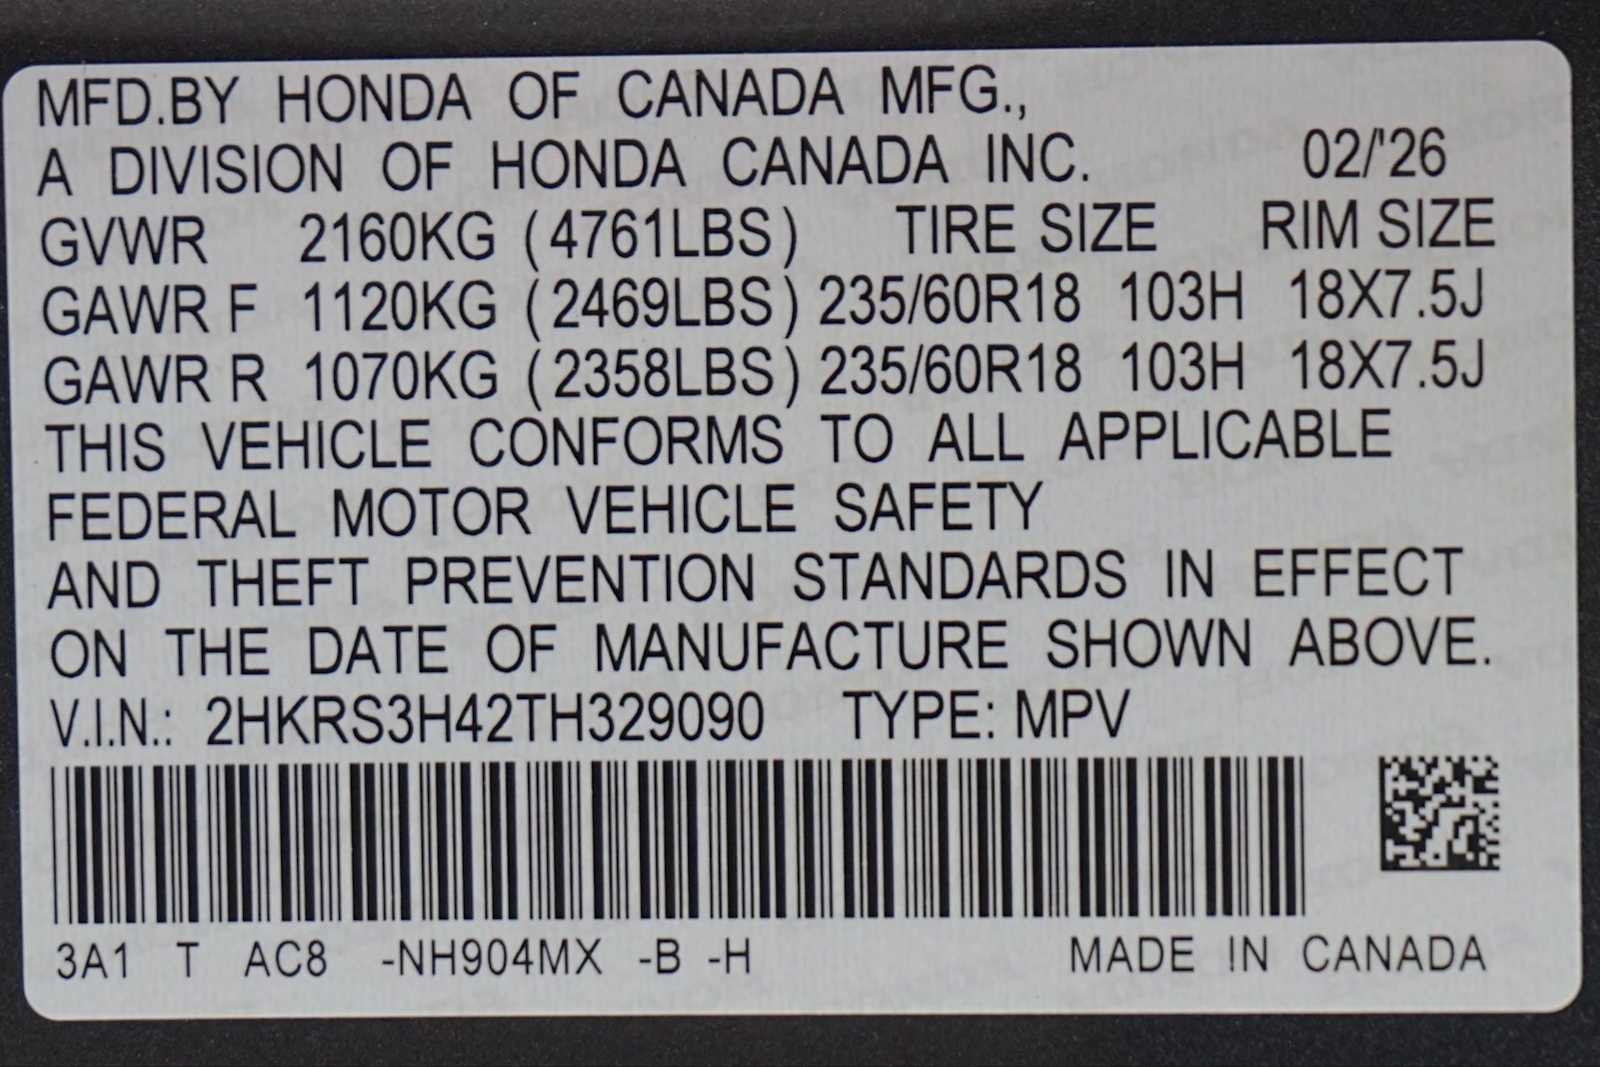 MFD.BY HONDA OF CANADA MFG.,
A DIVISION OF HONDA CANADA INC. 02/'26
GVWR 2160KG (4761LBS) TIRE SIZE RIM SIZE
GAWR F 1120KG (2469LBS) 235/60R18 103H 18X7.5J
GAWR R 1070KG (2358LBS) 235/60R18 103H 18X7.5J
THIS VEHICLE CONFORMS TO ALL APPLICABLE
FEDERAL MOTOR VEHICLE SAFETY
AND THEFT PREVENTION STANDARDS IN EFFECT
ON THE DATE OF MANUFACTURE SHOWN ABOVE.
V.I.N.: 2HKRS3H42TH329090 TYPE: MPV
3A1 T AC8 -NH904MX -B -H MADE IN CANADA